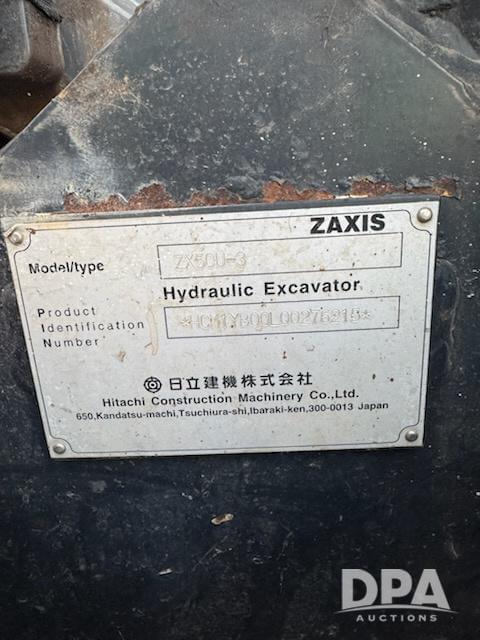 ZAXIS
Model/type ZX50U-3
Hydraulic Excavator
Product
Identification
Number
日立建機株式会社
Hitachi Construction Machinery Co.,Ltd.
650,Kandatsu-machi,Tsuchiura-shi,Ibaraki-ken,300-0013 Japan
DPA
AUCTIONS